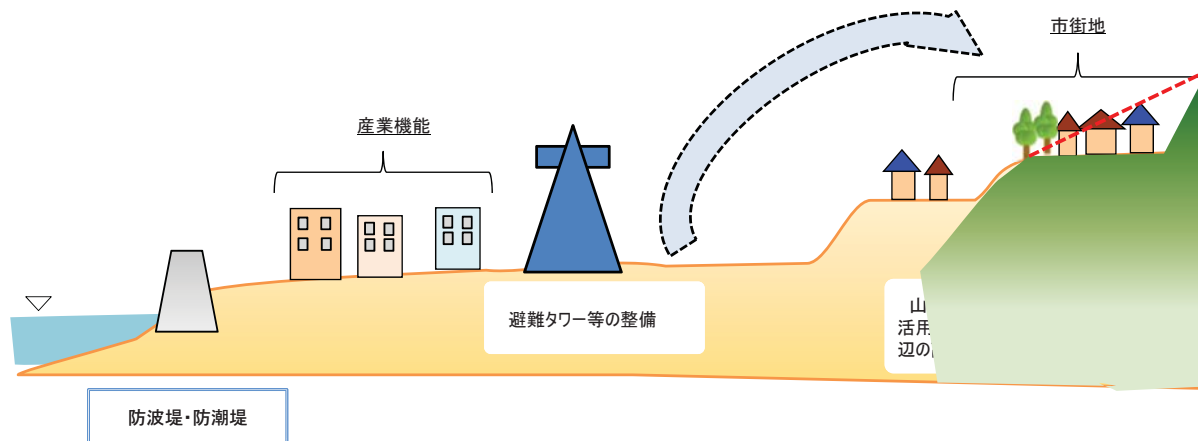 市街地
産業機能
避難タワー等の整備
山
活用
辺の
防波堤・防潮堤